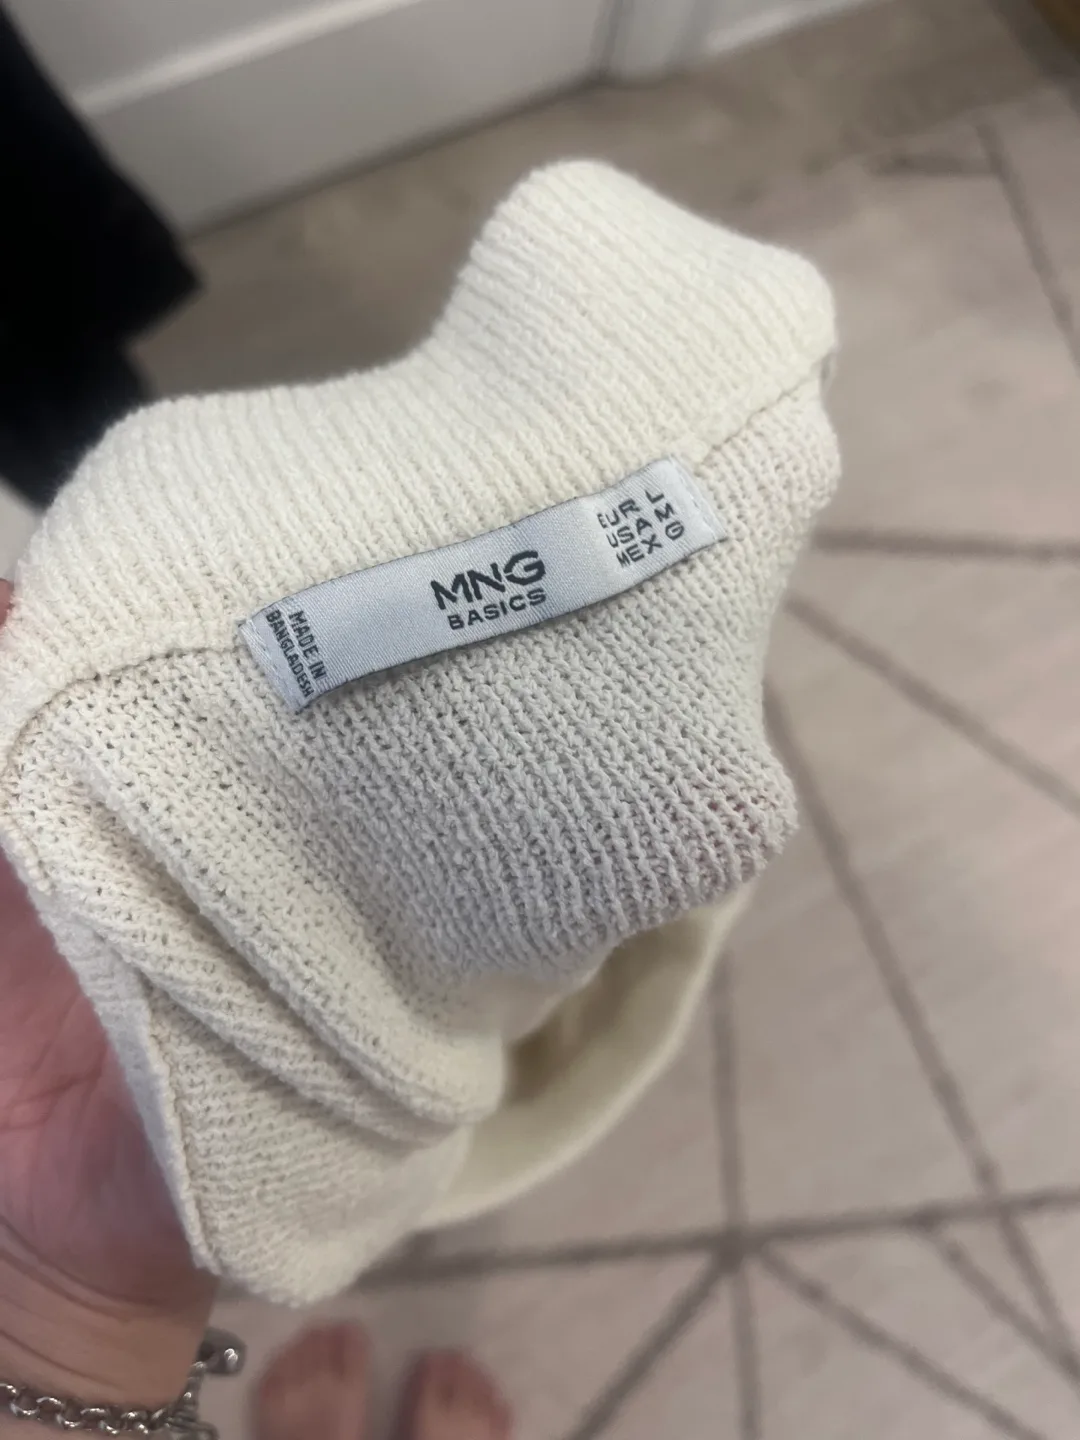 MADE IN
BANGLADESH
MNG
BASICS
EUR L
USA M
MEX G